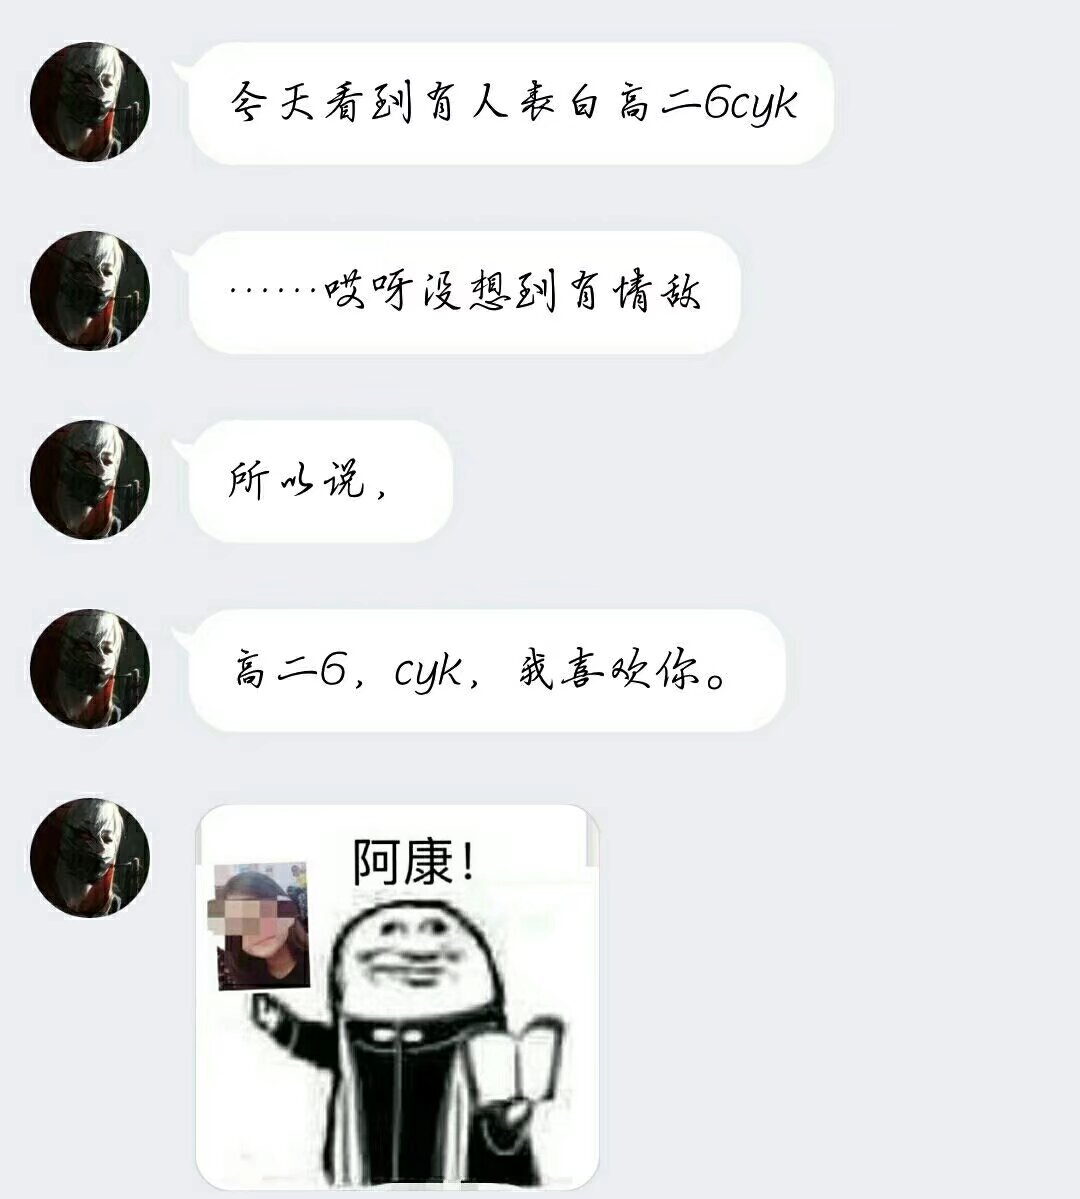 今天看到有人表白高二6cyk
……哎呀没想到有情敌
所以说，
高二6，cyk，我喜欢你。
阿康！